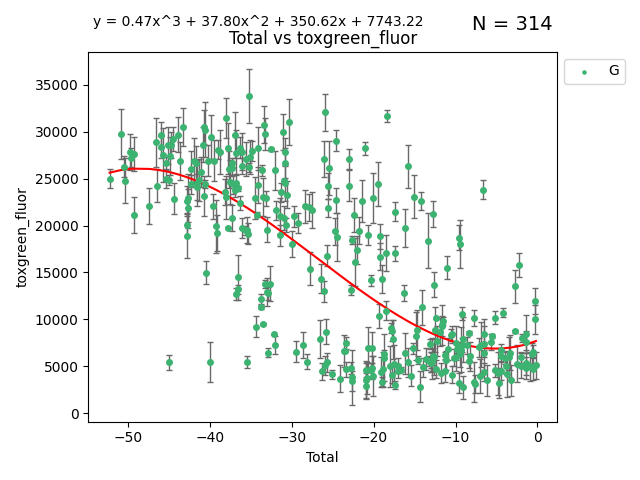 y = 0.47x^3 + 37.80x^2 + 350.62x + 7743.22
N = 314
Total vs toxgreen_fluor
G
35000
30000
25000
20000
15000
10000
5000
0
toxgreen_fluor
−50 −40 −30 −20 −10 0
Total